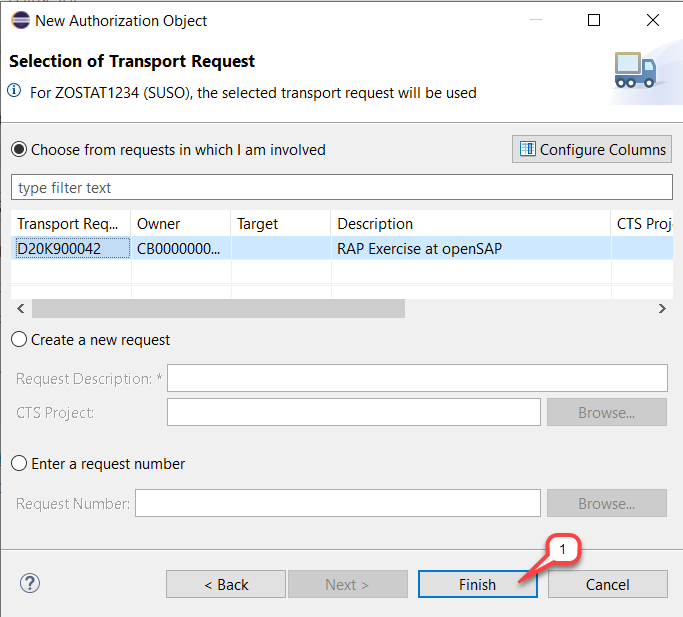 New Authorization Object
Selection of Transport Request
For ZOSTAT1234 (SUSO), the selected transport request will be used
Choose from requests in which I am involved
Configure Columns
type filter text
Transport Req... Owner Target Description CTS Proj
D20K900042 CB0000000... RAP Exercise at openSAP
Create a new request
Request Description: *
CTS Project: Browse...
Enter a request number
Request Number: Browse...
1
? < Back Next > Finish Cancel